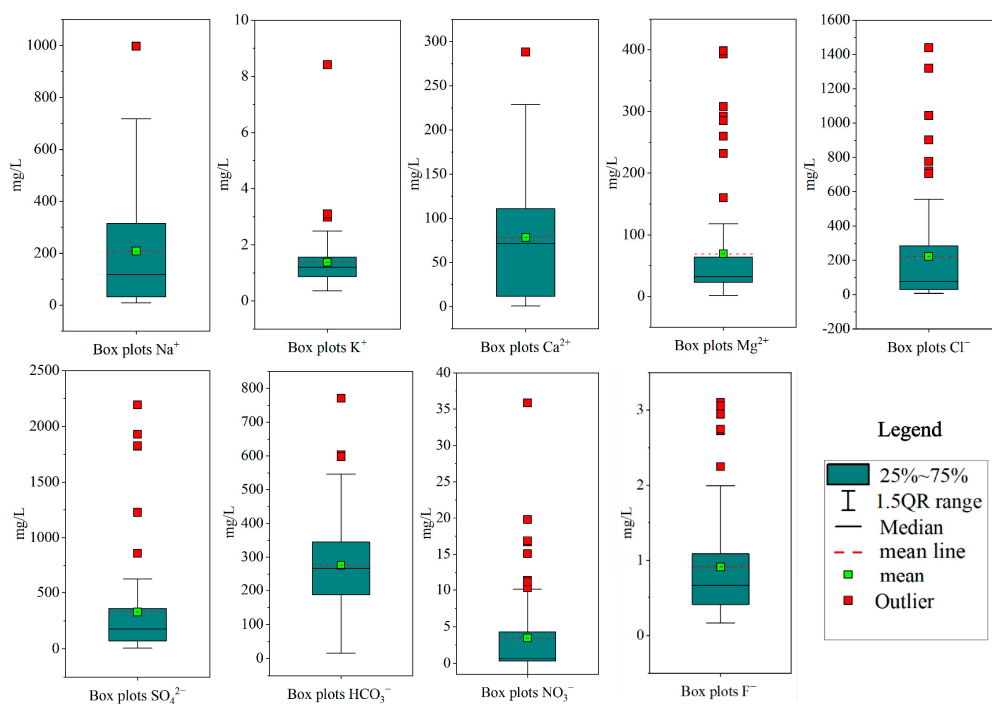 1000
800
600
400
200
0
mg/L
Box plots Na⁺
10
8
6
4
2
0
mg/L
Box plots K⁺
300
250
200
150
100
50
0
mg/L
Box plots Ca²⁺
400
300
200
100
0
mg/L
Box plots Mg²⁺
1600
1400
1200
1000
800
600
400
200
0
-200
mg/L
Box plots Cl⁻
2500
2000
1500
1000
500
0
mg/L
Box plots SO₄²⁻
800
700
600
500
400
300
200
100
0
mg/L
Box plots HCO₃⁻
40
35
30
25
20
15
10
5
0
mg/L
Box plots NO₃⁻
3
2
1
0
mg/L
Box plots F⁻
Legend
25%~75%
1.5QR range
Median
mean line
mean
Outlier